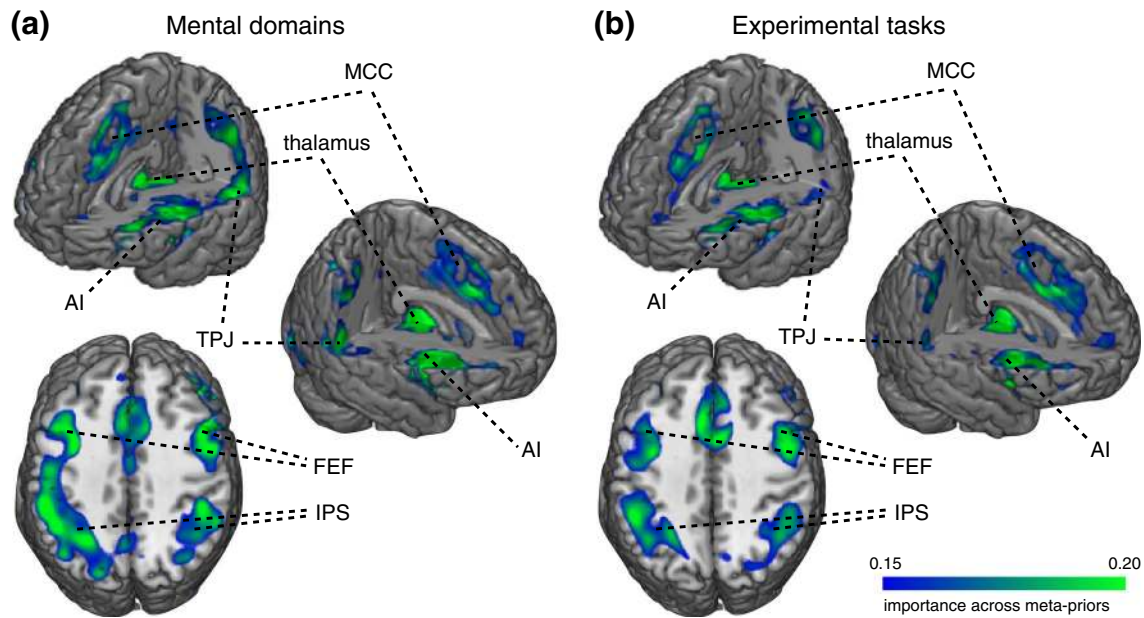 (a) Mental domains
MCC
thalamus
AI
TPJ
AI
FEF
IPS
(b) Experimental tasks
MCC
thalamus
AI
TPJ
AI
FEF
IPS
0.15 0.20
importance across meta-priors